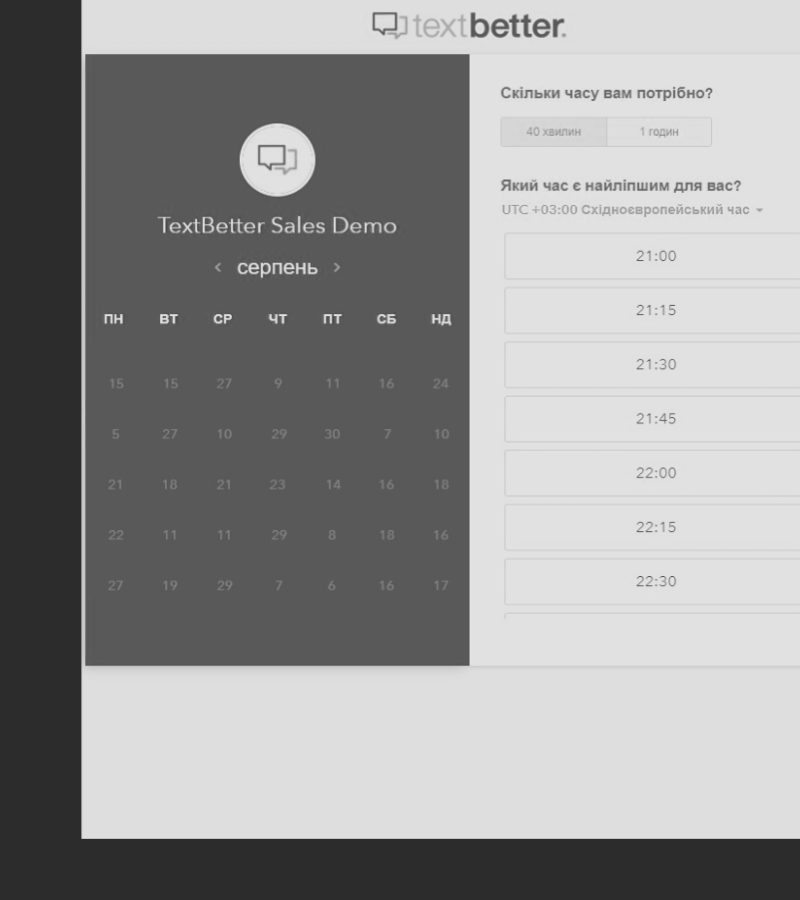 textbetter.
TextBetter Sales Demo
‹ серпень ›
ПН ВТ СР ЧТ ПТ СБ НД
15 15 27 9 11 16 24
5 27 10 29 30 7 10
21 18 21 23 14 16 18
22 11 11 29 8 18 16
27 19 29 7 6 16 17
Скільки часу вам потрібно?
40 хвилин 1 годин
Який час є найліпшим для вас?
UTC +03:00 Східноєвропейський час
21:00
21:15
21:30
21:45
22:00
22:15
22:30